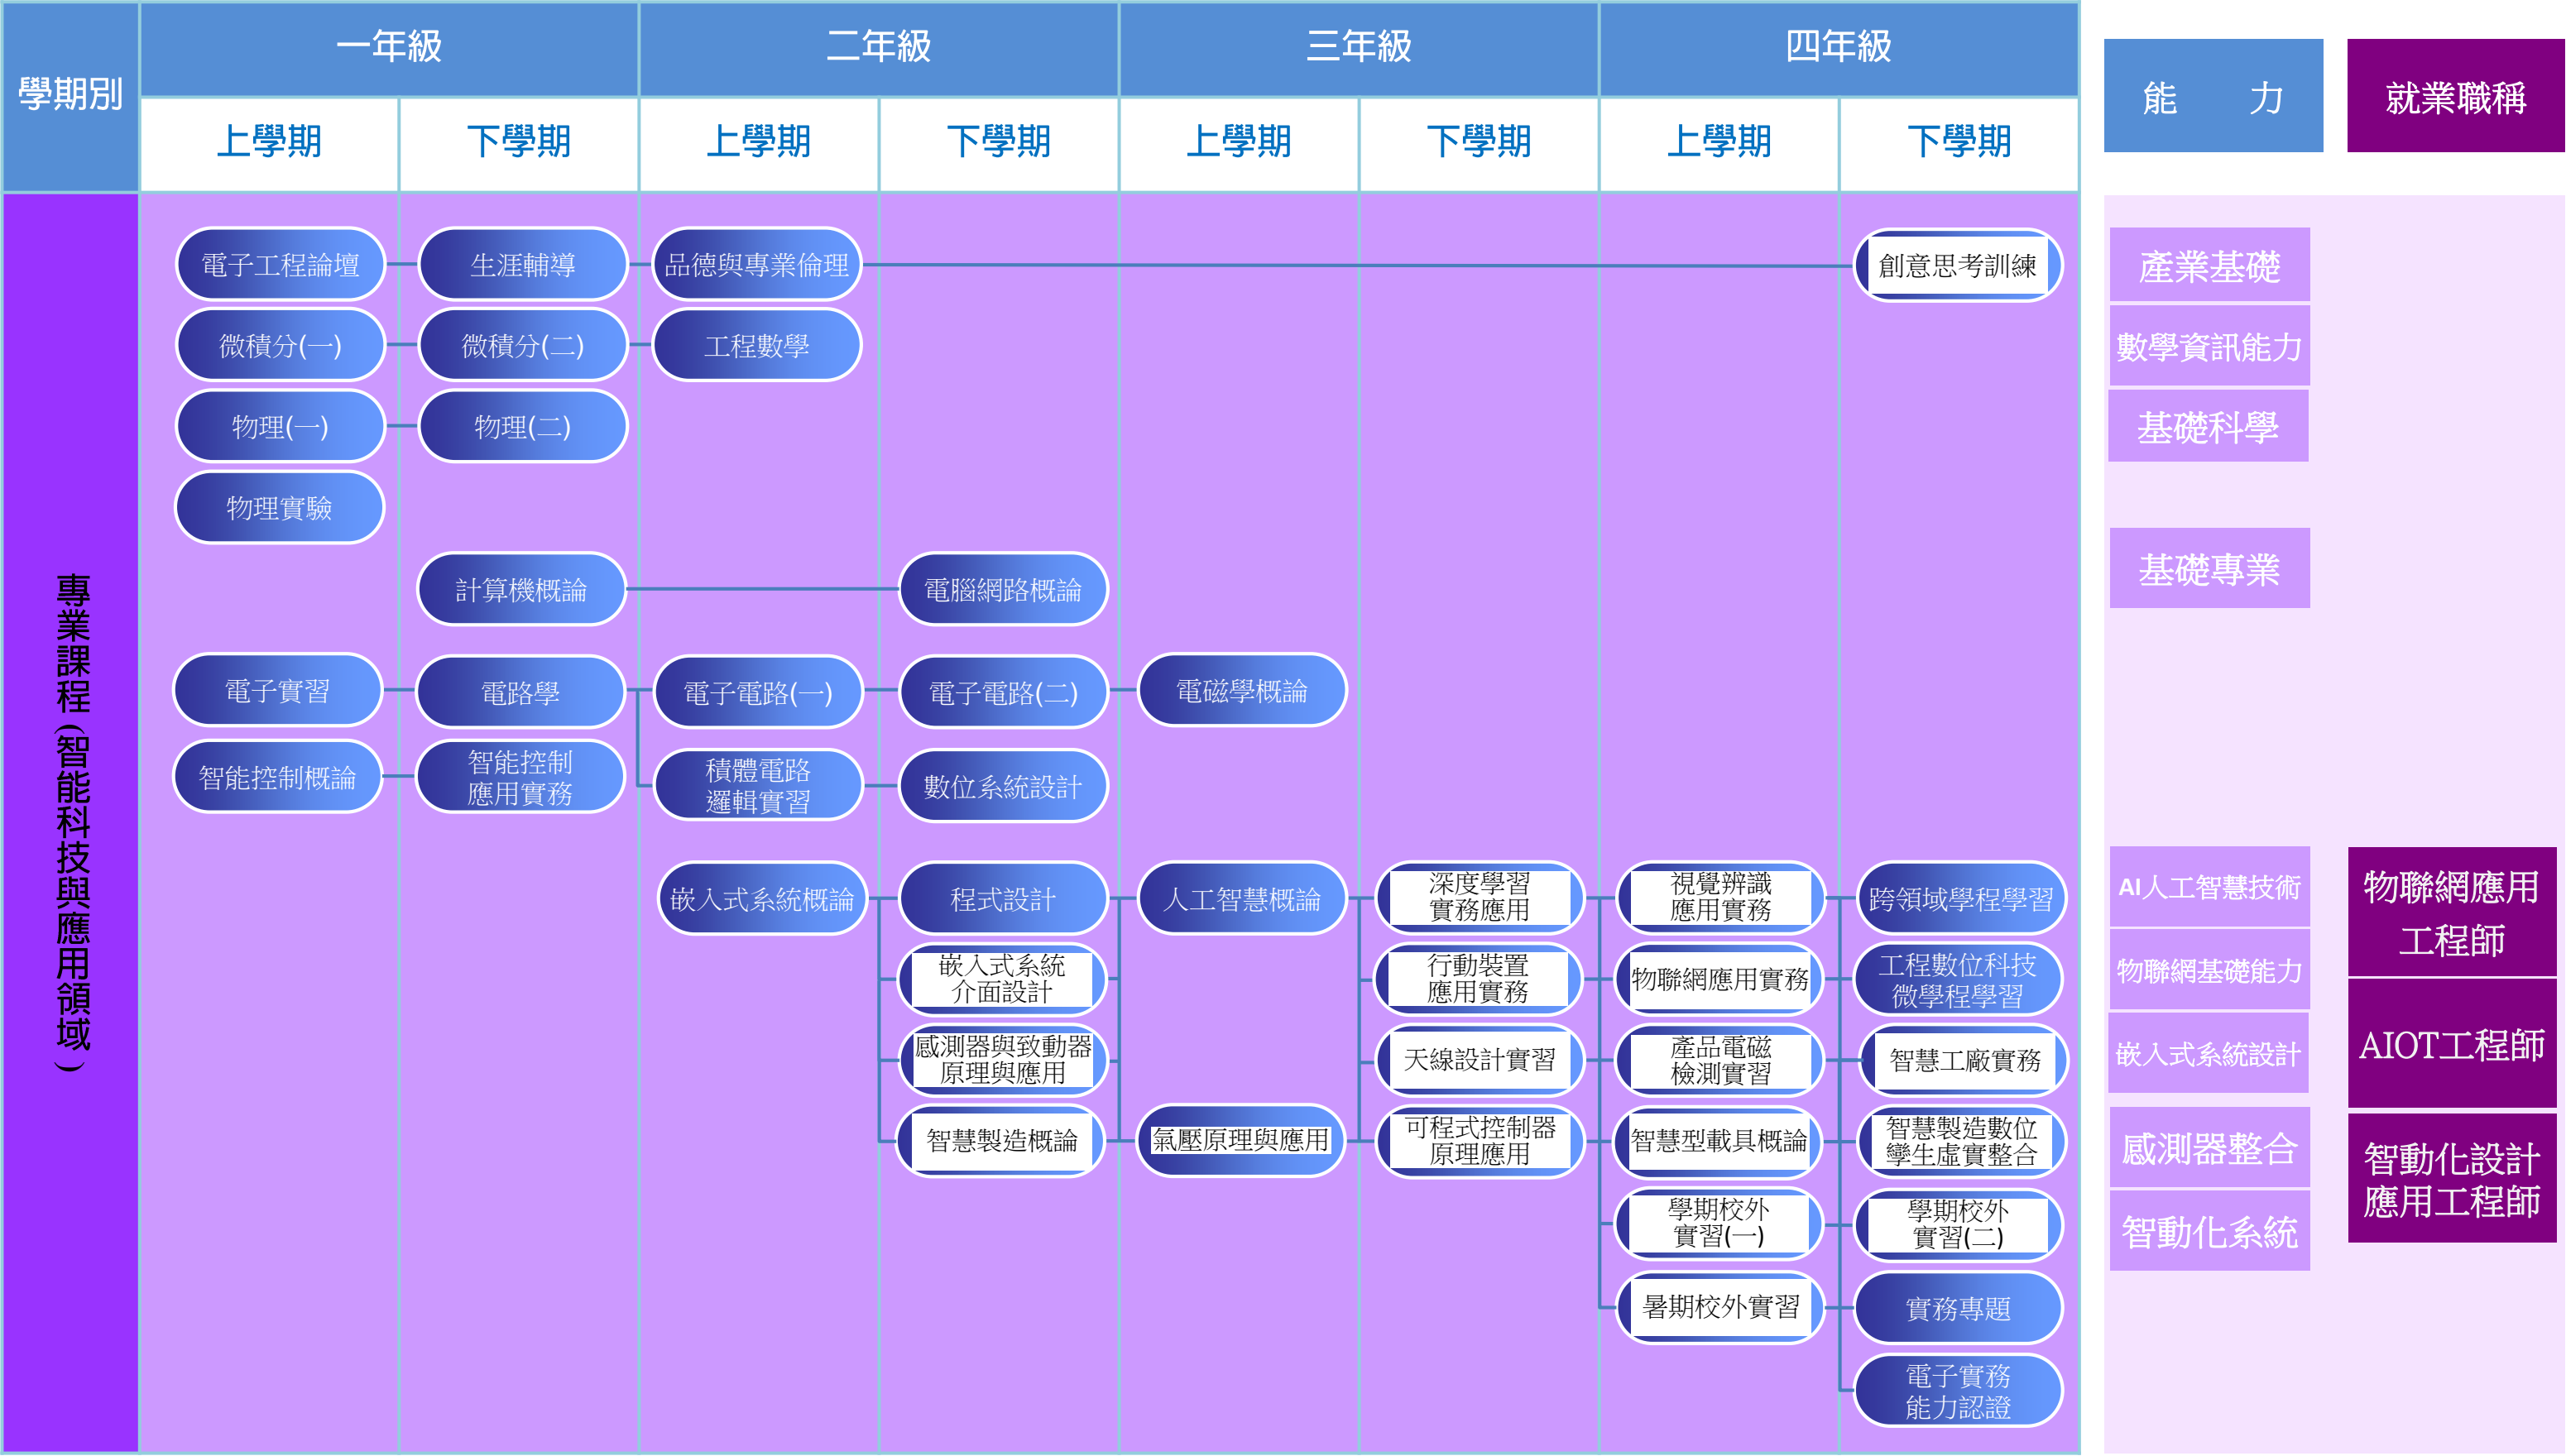 學期別
一年級
二年級
三年級
四年級
上學期
下學期
上學期
下學期
上學期
下學期
上學期
下學期
能　　力
就業職稱
專業課程(智能科技與應用領域)
電子工程論壇
生涯輔導
品德與專業倫理
創意思考訓練
產業基礎
微積分(一)
微積分(二)
工程數學
數學資訊能力
物理(一)
物理(二)
基礎科學
物理實驗
計算機概論
電腦網路概論
基礎專業
電子實習
電路學
電子電路(一)
電子電路(二)
電磁學概論
智能控制概論
智能控制
應用實務
積體電路
邏輯實習
數位系統設計
嵌入式系統概論
程式設計
人工智慧概論
深度學習
實務應用
視覺辨識
應用實務
跨領域學程學習
AI人工智慧技術
物聯網應用
工程師
嵌入式系統
介面設計
行動裝置
應用實務
物聯網應用實務
工程數位科技
微學程學習
物聯網基礎能力
感測器與致動器
原理與應用
天線設計實習
產品電磁
檢測實習
智慧工廠實務
嵌入式系統設計
AIOT工程師
智慧製造概論
氣壓原理與應用
可程式控制器
原理應用
智慧型載具概論
智慧製造數位
孿生虛實整合
感測器整合
智動化設計
應用工程師
學期校外
實習(一)
學期校外
實習(二)
智動化系統
暑期校外實習
實務專題
電子實務
能力認證